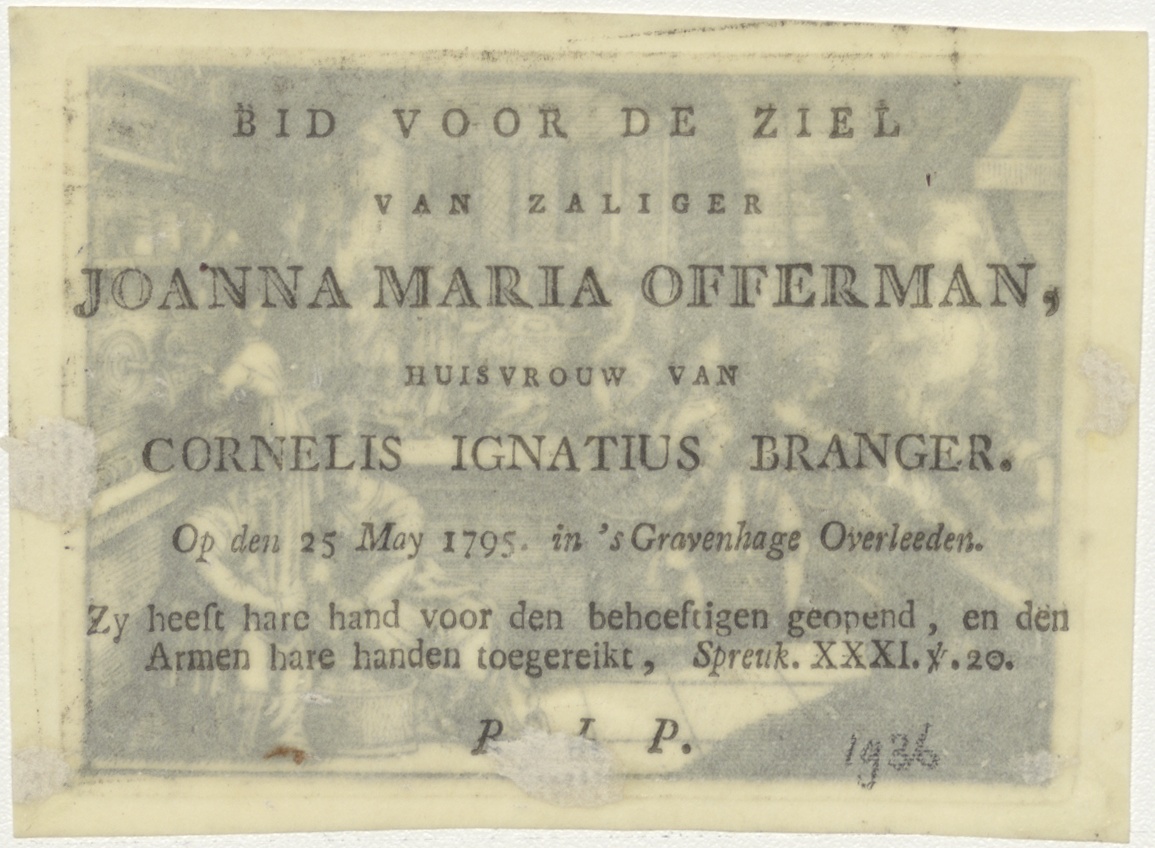 BID VOOR DE ZIEL
VAN ZALIGER
JOANNA MARIA OFFERMAN,
HUISVROUW VAN
CORNELIS IGNATIUS BRANGER.
Op den 25 May 1795. in 's Gravenhage Overleeden.
Zy heeft hare hand voor den behoeftigen geopend, en den
Armen hare handen toegereikt, Spreuk. XXXI. ℣. 20.
P. I. P.
1936